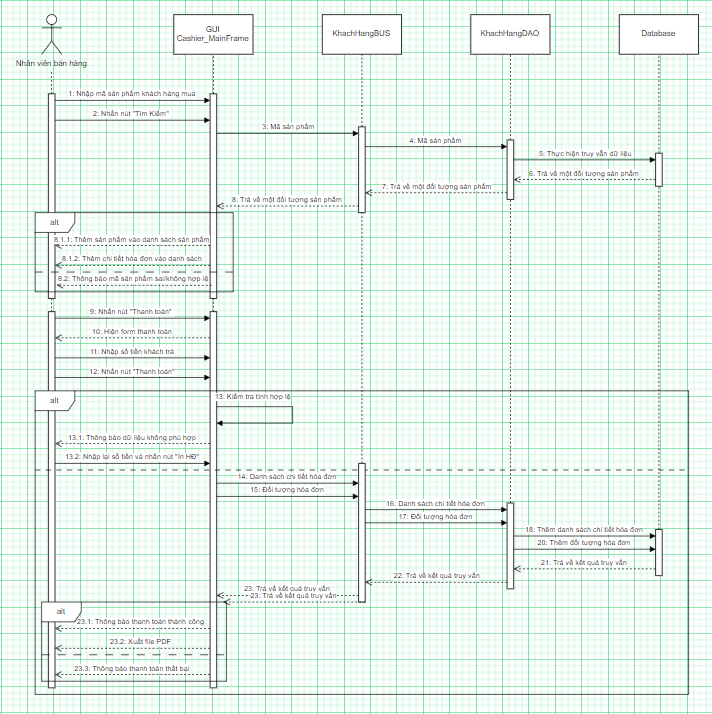 GUI
Cashier_MainFrame
KhachHangBUS
KhachHangDAO
Database
Nhân viên bán hàng
1: Nhập mã sản phẩm khách hàng mua
2: Nhấn nút "Tìm Kiếm"
3: Mã sản phẩm
4: Mã sản phẩm
5: Thực hiện truy vấn dữ liệu
6: Trả về một đối tượng sản phẩm
7: Trả về một đối tượng sản phẩm
8: Trả về một đối tượng sản phẩm
alt
8.1.1: Thêm sản phẩm vào danh sách sản phẩm
8.1.2: Thêm chi tiết hóa đơn vào danh sách
8.2: Thông báo mã sản phẩm sai/không hợp lệ
9: Nhấn nút "Thanh toán"
10: Hiện form thanh toán
11: Nhập số tiền khách trả
12: Nhấn nút "Thanh toán"
alt
13: Kiểm tra tính hợp lệ
13.1: Thông báo dữ liệu không phù hợp
13.2: Nhập lại số tiền và nhấn nút "In HĐ"
14: Danh sách chi tiết hóa đơn
15: Đối tượng hóa đơn
16: Danh sách chi tiết hóa đơn
17: Đối tượng hóa đơn
18: Thêm danh sách chi tiết hóa đơn
20: Thêm đối tượng hóa đơn
21: Trả về kết quả truy vấn
22: Trả về kết quả truy vấn
23: Trả về kết quả truy vấn
23: Trả về kết quả truy vấn
alt
23.1: Thông báo thanh toán thành công
23.2: Xuất file PDF
23.3: Thông báo thanh toán thất bại